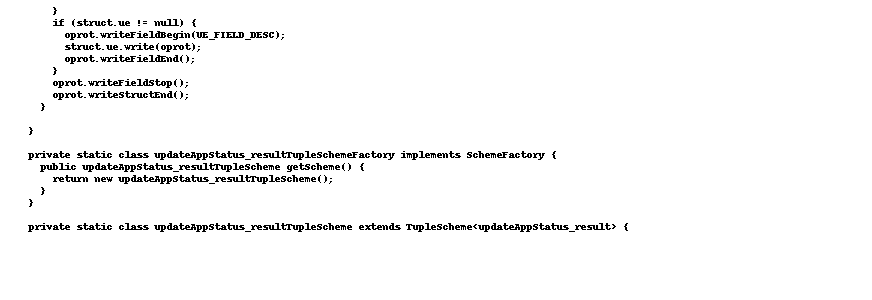 }
if (struct.ue != null) {
oprot.writeFieldBegin(UE_FIELD_DESC);
struct.ue.write(oprot);
oprot.writeFieldEnd();
}
oprot.writeFieldStop();
oprot.writeStructEnd();
}
}
private static class updateAppStatus_resultTupleSchemeFactory implements SchemeFactory {
public updateAppStatus_resultTupleScheme getScheme() {
return new updateAppStatus_resultTupleScheme();
}
}
private static class updateAppStatus_resultTupleScheme extends TupleScheme<updateAppStatus_result> {